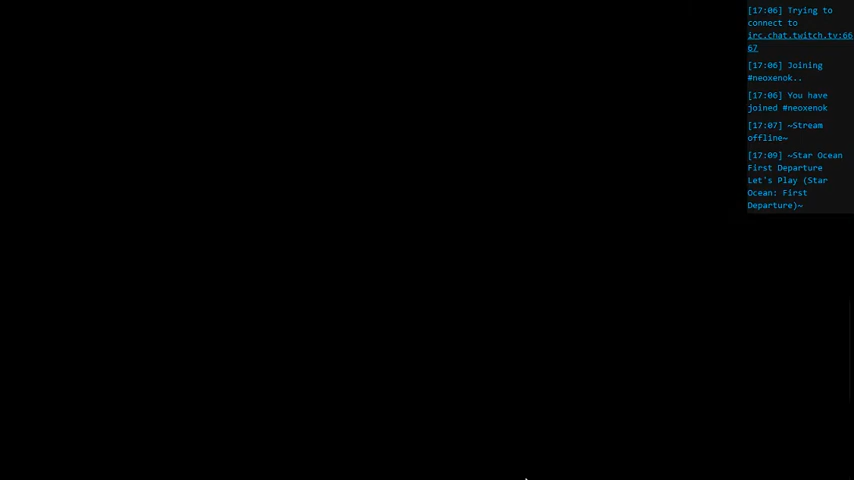 [17:06] Trying to
connect to
irc.chat.twitch.tv:66
67
[17:06] Joining
#neoxenok..
[17:06] You have
joined #neoxenok
[17:07] ~Stream
offline~
[17:09] ~Star Ocean
First Departure
Let's Play (Star
Ocean: First
Departure)~